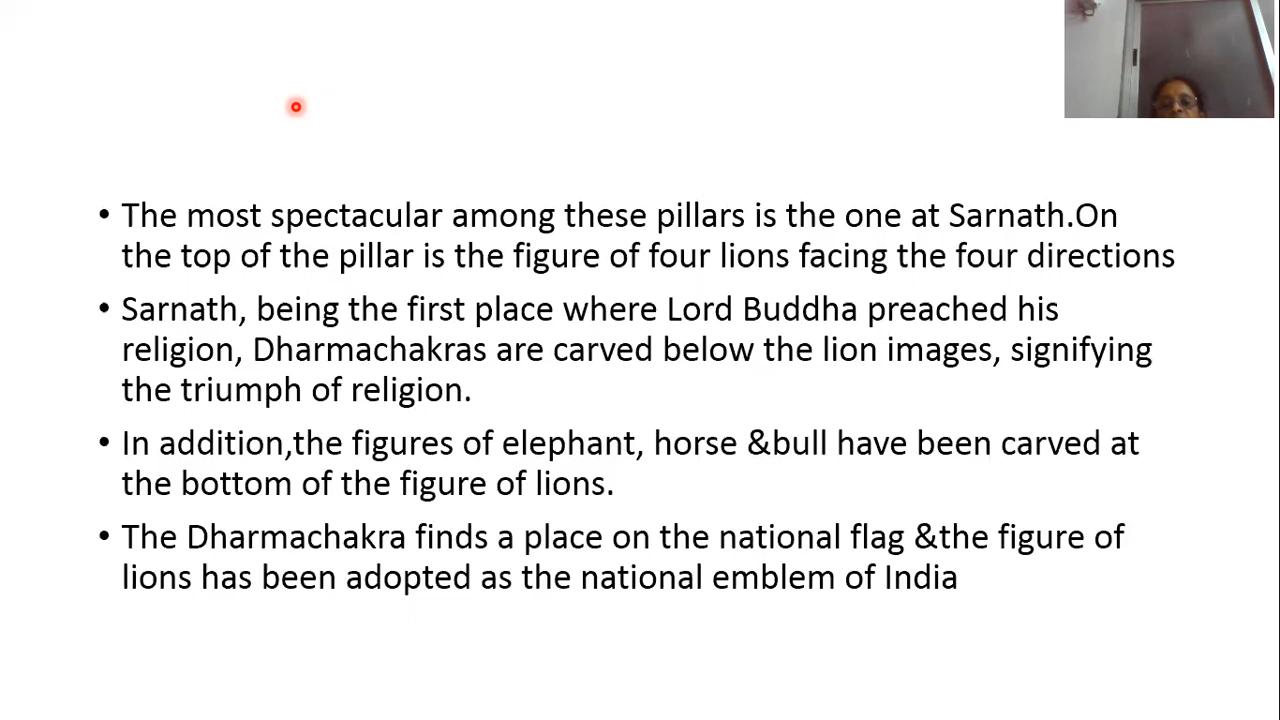 • The most spectacular among these pillars is the one at Sarnath.On
the top of the pillar is the figure of four lions facing the four directions
• Sarnath, being the first place where Lord Buddha preached his
religion, Dharmachakras are carved below the lion images, signifying
the triumph of religion.
• In addition,the figures of elephant, horse &bull have been carved at
the bottom of the figure of lions.
• The Dharmachakra finds a place on the national flag &the figure of
lions has been adopted as the national emblem of India